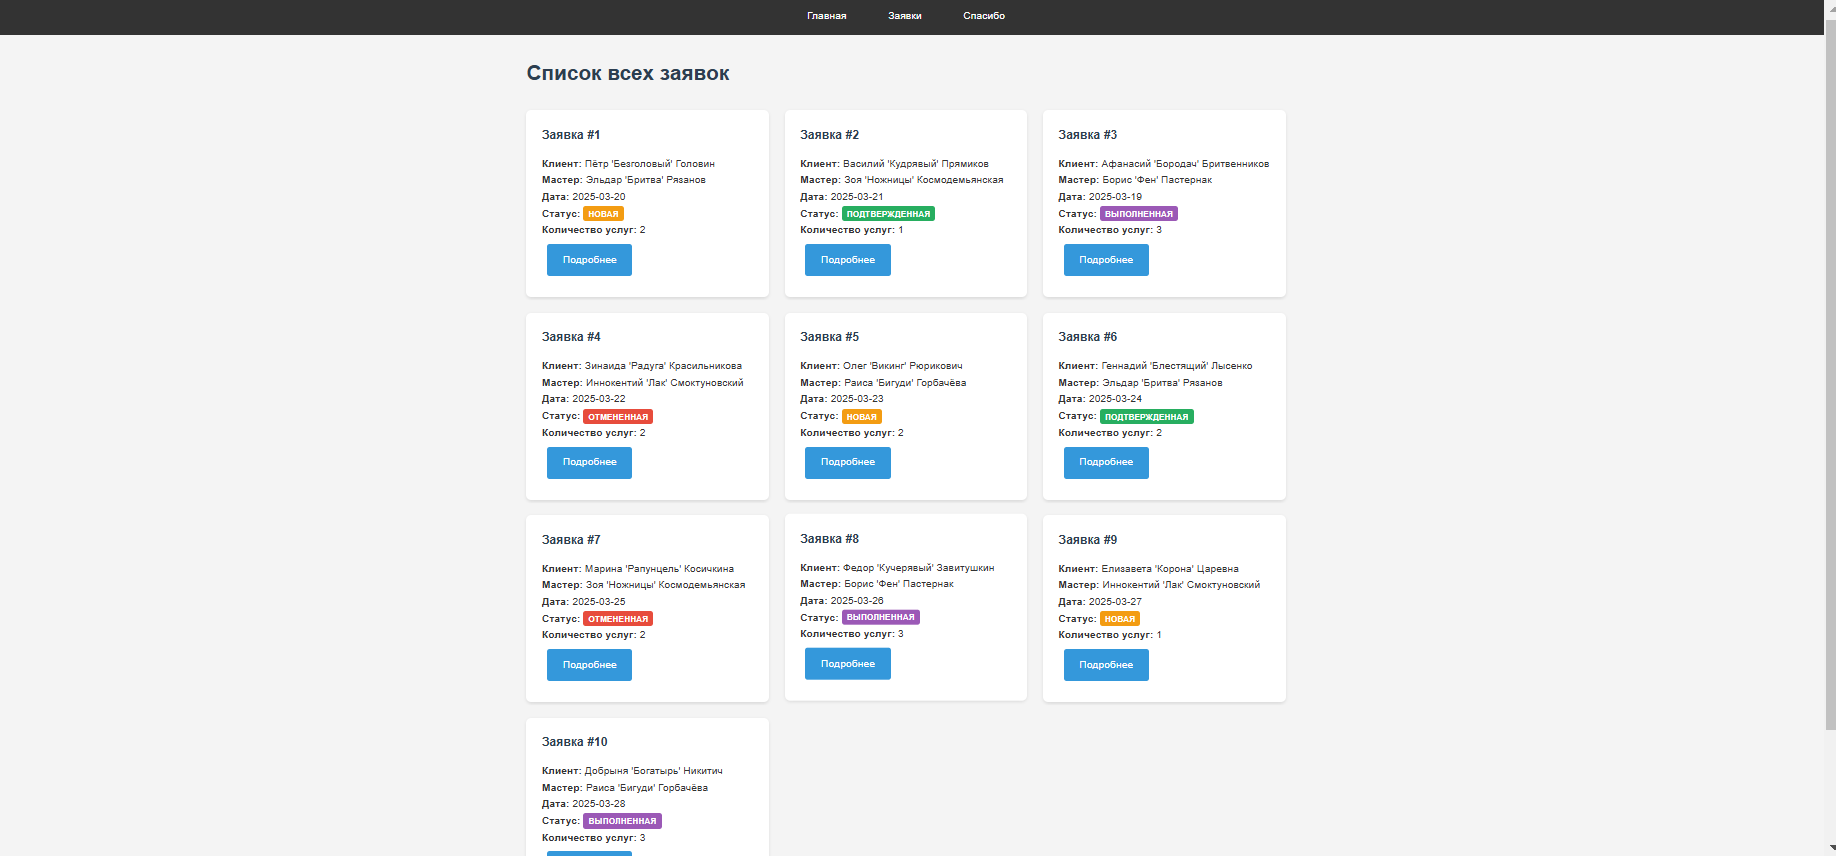 Главная Заявки Спасибо
Список всех заявок
Заявка #1
Клиент: Пётр 'Безголовый' Головин
Мастер: Эльдар 'Бритва' Рязанов
Дата: 2025-03-20
Статус: НОВАЯ
Количество услуг: 2
Подробнее
Заявка #2
Клиент: Василий 'Кудрявый' Прямиков
Мастер: Зоя 'Ножницы' Космодемьянская
Дата: 2025-03-21
Статус: ПОДТВЕРЖДЕННАЯ
Количество услуг: 1
Подробнее
Заявка #3
Клиент: Афанасий 'Бородач' Бритвенников
Мастер: Борис 'Фен' Пастернак
Дата: 2025-03-19
Статус: ВЫПОЛНЕННАЯ
Количество услуг: 3
Подробнее
Заявка #4
Клиент: Зинаида 'Радуга' Красильникова
Мастер: Иннокентий 'Лак' Смоктуновский
Дата: 2025-03-22
Статус: ОТМЕНЕННАЯ
Количество услуг: 2
Подробнее
Заявка #5
Клиент: Олег 'Викинг' Рюрикович
Мастер: Раиса 'Бигуди' Горбачёва
Дата: 2025-03-23
Статус: НОВАЯ
Количество услуг: 2
Подробнее
Заявка #6
Клиент: Геннадий 'Блестящий' Лысенко
Мастер: Эльдар 'Бритва' Рязанов
Дата: 2025-03-24
Статус: ПОДТВЕРЖДЕННАЯ
Количество услуг: 2
Подробнее
Заявка #7
Клиент: Марина 'Рапунцель' Косичкина
Мастер: Зоя 'Ножницы' Космодемьянская
Дата: 2025-03-25
Статус: ОТМЕНЕННАЯ
Количество услуг: 2
Подробнее
Заявка #8
Клиент: Федор 'Кучерявый' Завитушкин
Мастер: Борис 'Фен' Пастернак
Дата: 2025-03-26
Статус: ВЫПОЛНЕННАЯ
Количество услуг: 3
Подробнее
Заявка #9
Клиент: Елизавета 'Корона' Царевна
Мастер: Иннокентий 'Лак' Смоктуновский
Дата: 2025-03-27
Статус: НОВАЯ
Количество услуг: 1
Подробнее
Заявка #10
Клиент: Добрыня 'Богатырь' Никитич
Мастер: Раиса 'Бигуди' Горбачёва
Дата: 2025-03-28
Статус: ВЫПОЛНЕННАЯ
Количество услуг: 3